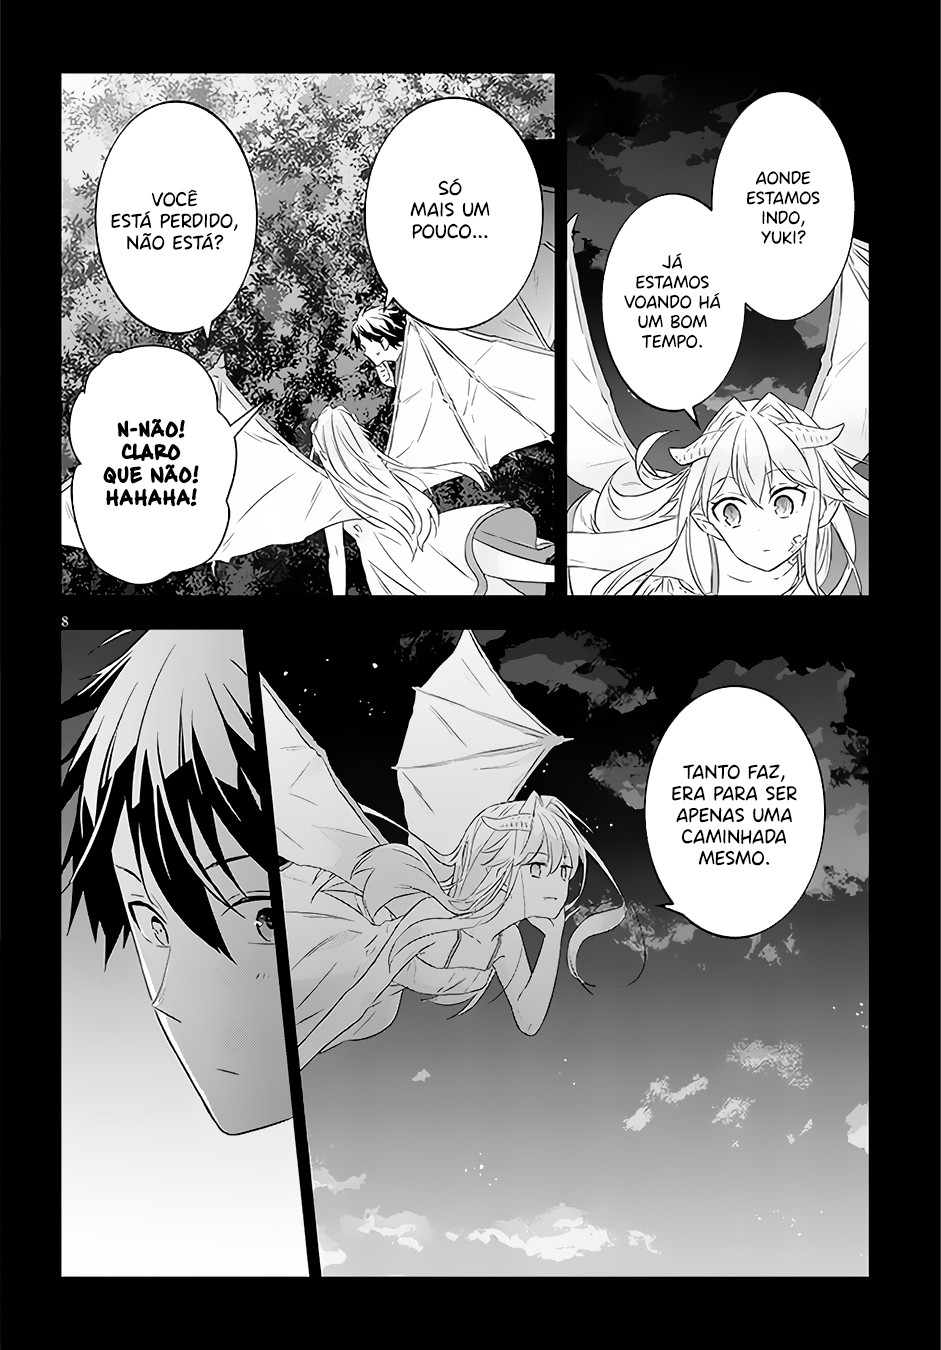 AONDE
ESTAMOS
INDO,
YUKI?
JÁ
ESTAMOS
VOANDO HÁ
UM BOM
TEMPO.
SÓ
MAIS UM
POUCO...
VOCÊ
ESTÁ PERDIDO,
NÃO ESTÁ?
N-NÃO!
CLARO
QUE NÃO!
HAHAHA!
8
TANTO FAZ,
ERA PARA SER
APENAS UMA
CAMINHADA
MESMO.